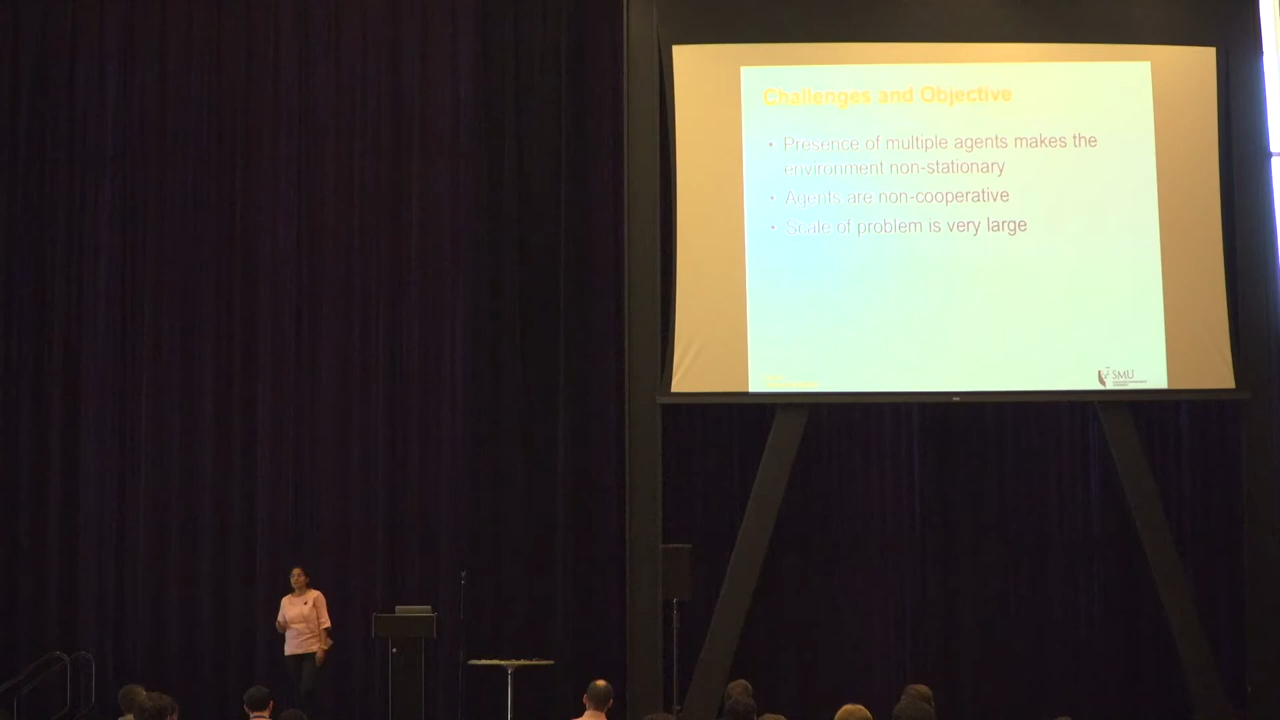 Challenges and Objective
• Presence of multiple agents makes the
environment non-stationary
• Agents are non-cooperative
• Scale of problem is very large
SMU